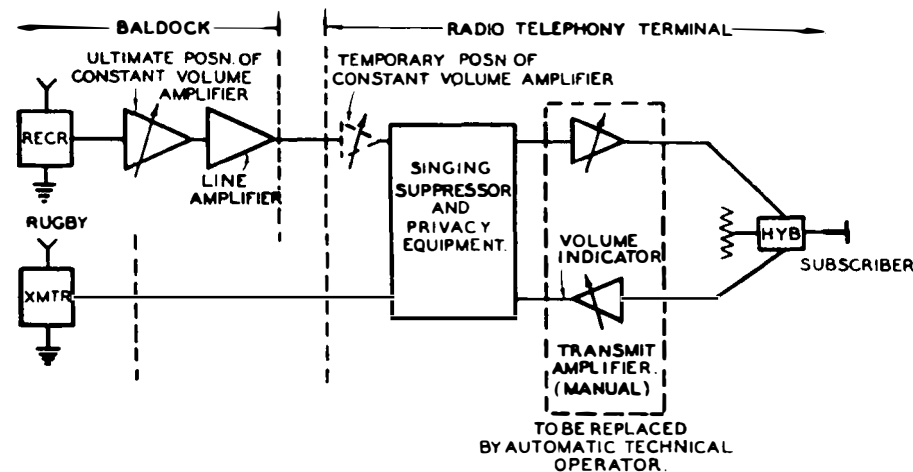 BALDOCK
RADIO TELEPHONY TERMINAL
ULTIMATE POSN. OF
CONSTANT VOLUME
AMPLIFIER
TEMPORARY POSN OF
CONSTANT VOLUME AMPLIFIER
RECR
LINE
AMPLIFIER
SINGING
SUPPRESSOR
AND
PRIVACY
EQUIPMENT.
RUGBY
XMTR
VOLUME
INDICATOR
HYB
SUBSCRIBER
TRANSMIT
AMPLIFIER.
(MANUAL)
TO BE REPLACED
BY AUTOMATIC TECHNICAL
OPERATOR.